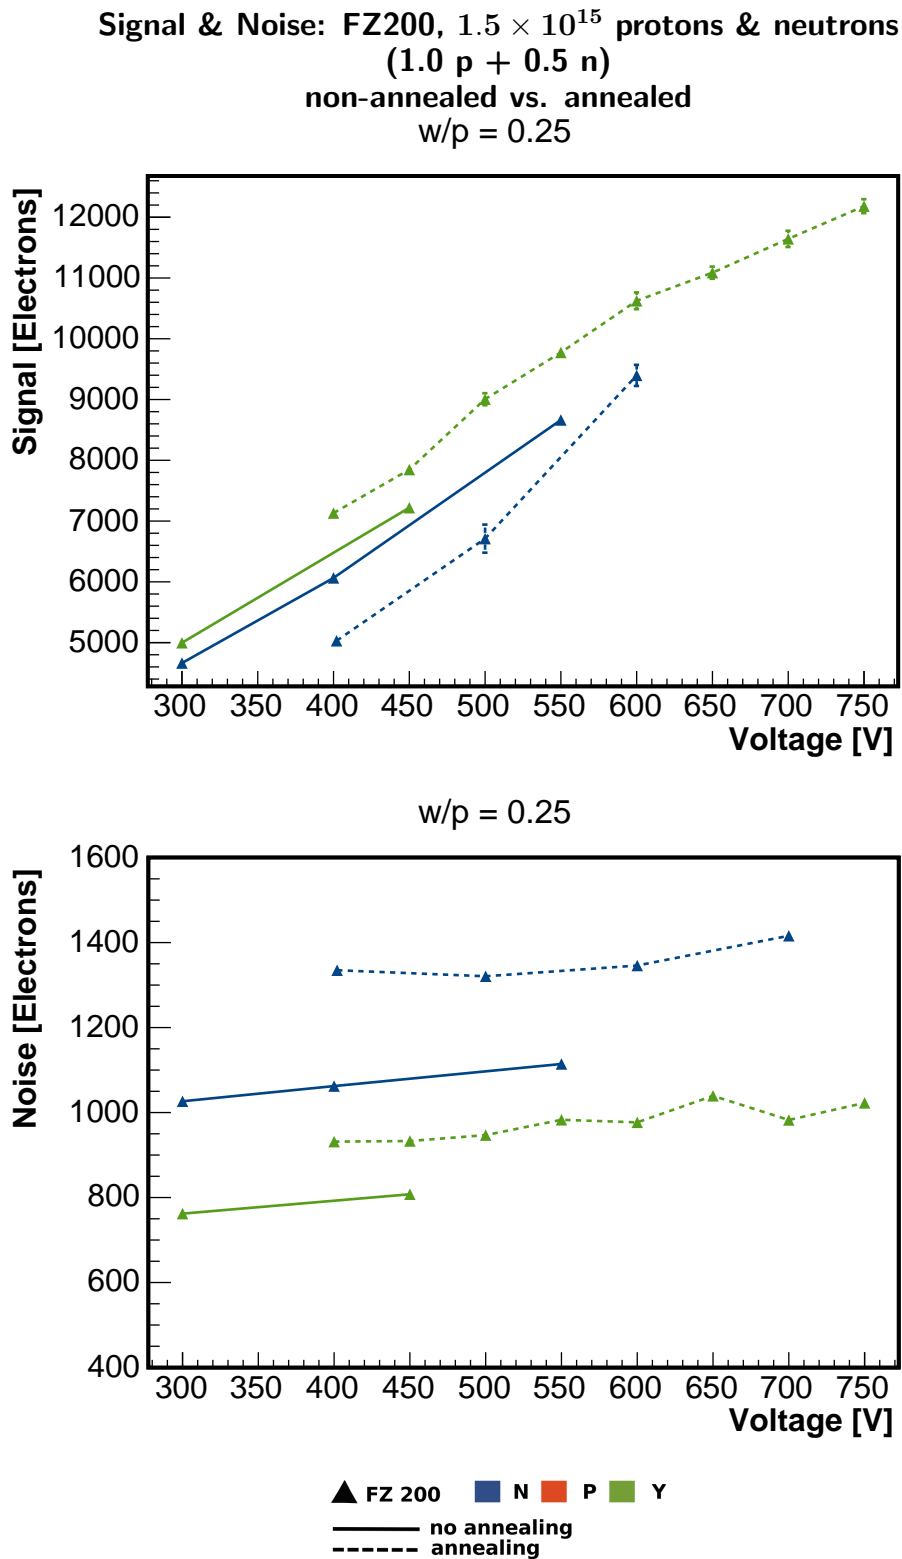 Signal & Noise: FZ200, 1.5 × 10¹⁵ protons & neutrons
(1.0 p + 0.5 n)
non-annealed vs. annealed
w/p = 0.25
Signal [Electrons]
12000
11000
10000
9000
8000
7000
6000
5000
300 350 400 450 500 550 600 650 700 750
Voltage [V]
w/p = 0.25
Noise [Electrons]
1600
1400
1200
1000
800
600
400
300 350 400 450 500 550 600 650 700 750
Voltage [V]
FZ 200 N P Y
no annealing
annealing